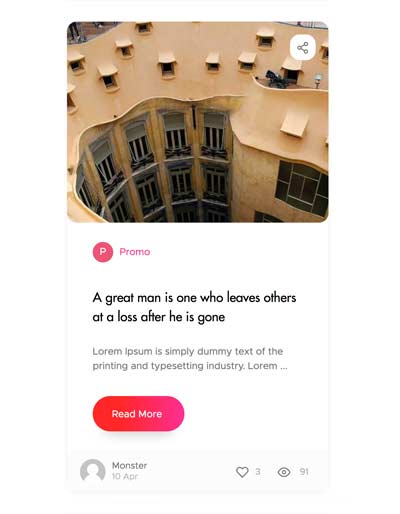 P Promo
A great man is one who leaves others
at a loss after he is gone
Lorem Ipsum is simply dummy text of the
printing and typesetting industry. Lorem ...
Read More
Monster
10 Apr
3 91